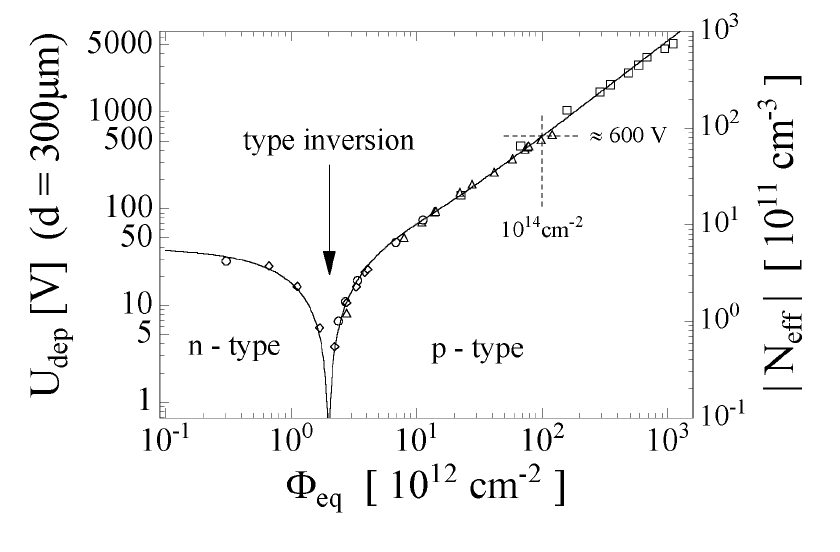 U_dep [V] (d = 300μm)
5000
1000
500
100
50
10
5
1
type inversion
≈ 600 V
10^14cm^-2
n - type
p - type
10^3
10^2
10^1
10^0
10^-1
| N_eff | [ 10^11 cm^-3 ]
10^-1
10^0
10^1
10^2
10^3
Φ_eq [ 10^12 cm^-2 ]